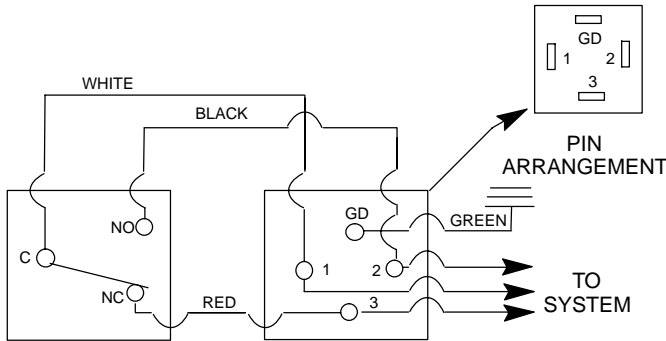 GD
1 2
3
WHITE
BLACK
PIN
ARRANGEMENT
NO
GD
GREEN
C
1
2
TO
SYSTEM
NC
RED
3